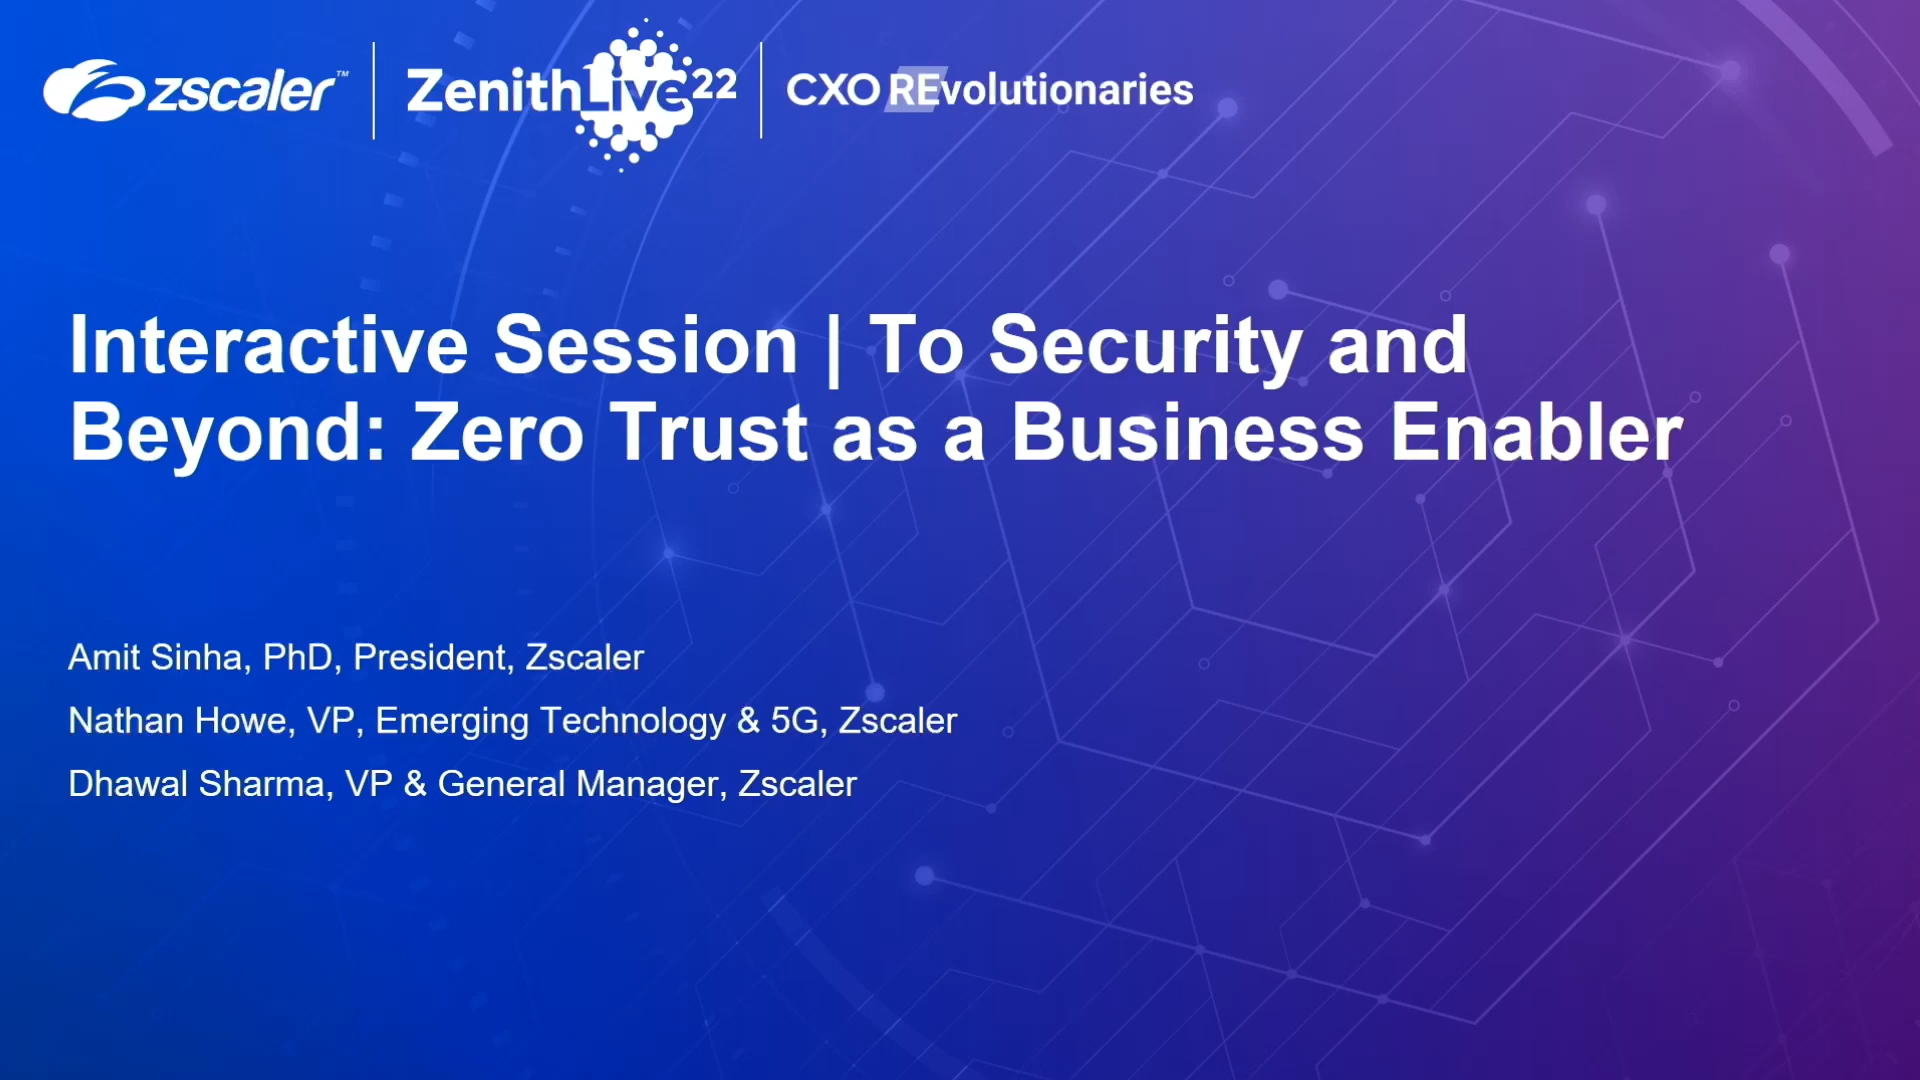 zscaler™ | ZenithLive22 | CXO REvolutionaries
Interactive Session | To Security and
Beyond: Zero Trust as a Business Enabler
Amit Sinha, PhD, President, Zscaler
Nathan Howe, VP, Emerging Technology & 5G, Zscaler
Dhawal Sharma, VP & General Manager, Zscaler